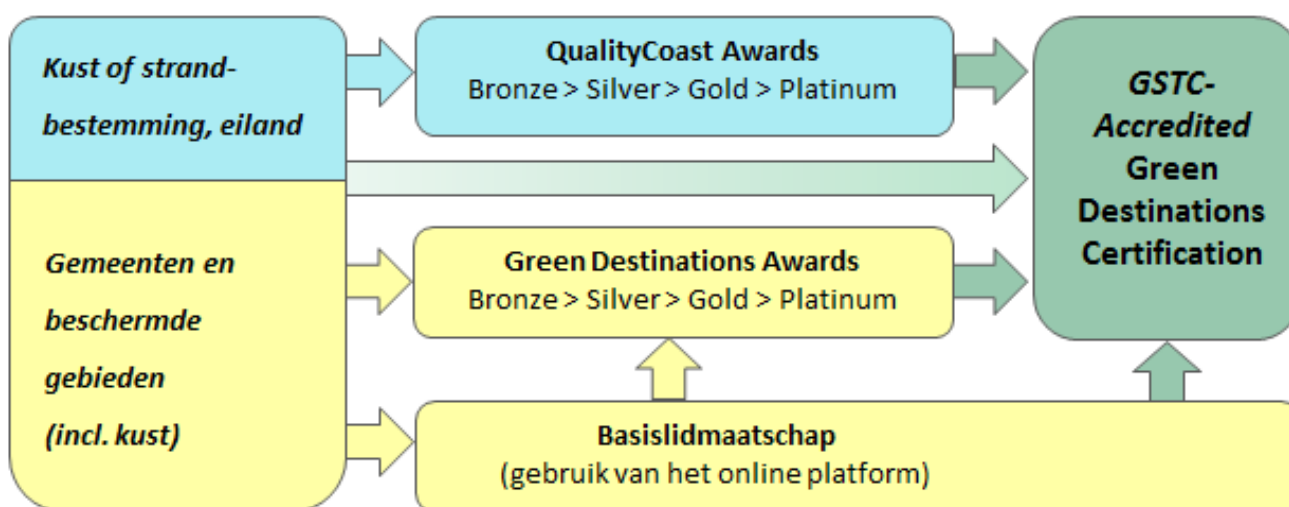 Kust of strand-
bestemming, eiland
Gemeenten en
beschermde
gebieden
(incl. kust)
QualityCoast Awards
Bronze > Silver > Gold > Platinum
Green Destinations Awards
Bronze > Silver > Gold > Platinum
Basislidmaatschap
(gebruik van het online platform)
GSTC-
Accredited
Green
Destinations
Certification